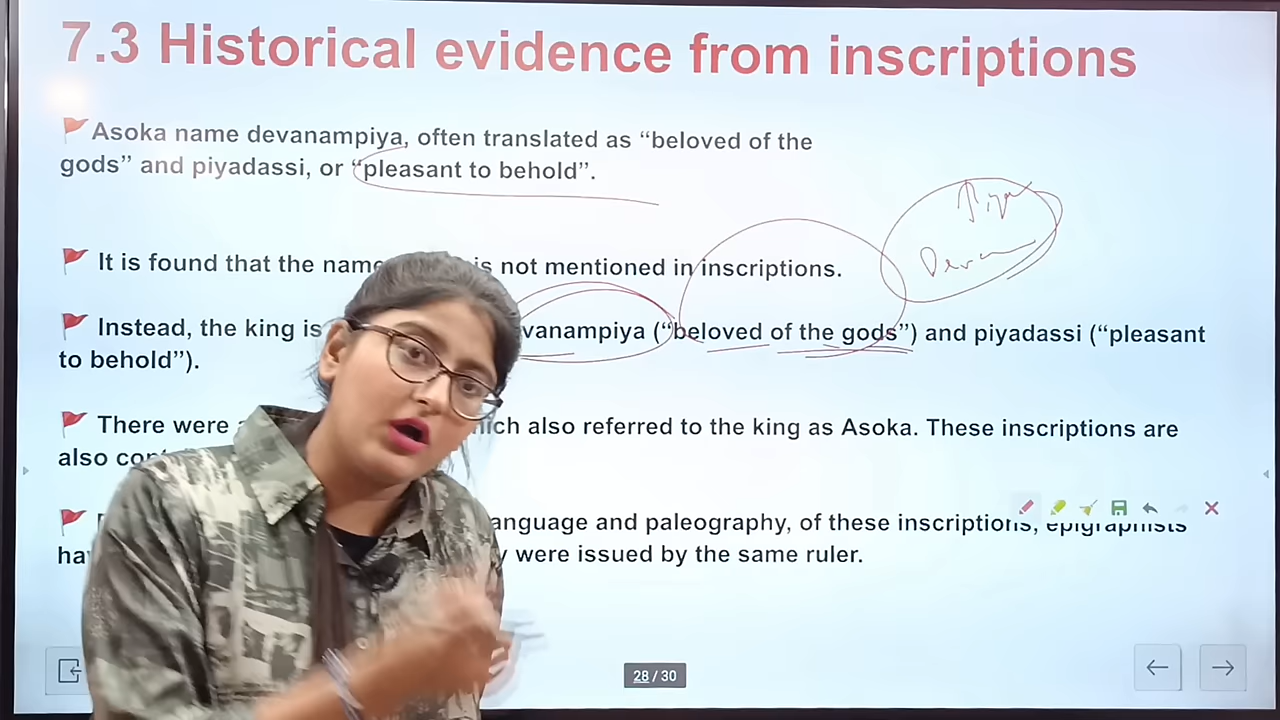 7.3 Historical evidence from inscriptions
Asoka name devanampiya, often translated as “beloved of the
gods” and piyadassi, or “pleasant to behold”.
Piya
It is found that the name is not mentioned in inscriptions.
Instead, the king is vanampiya (“beloved of the gods”) and piyadassi (“pleasant
to behold”).
There were also referred to the king as Asoka. These inscriptions are
also
anguage and paleography, of these inscriptions, epigraphists
were issued by the same ruler.
28 / 30